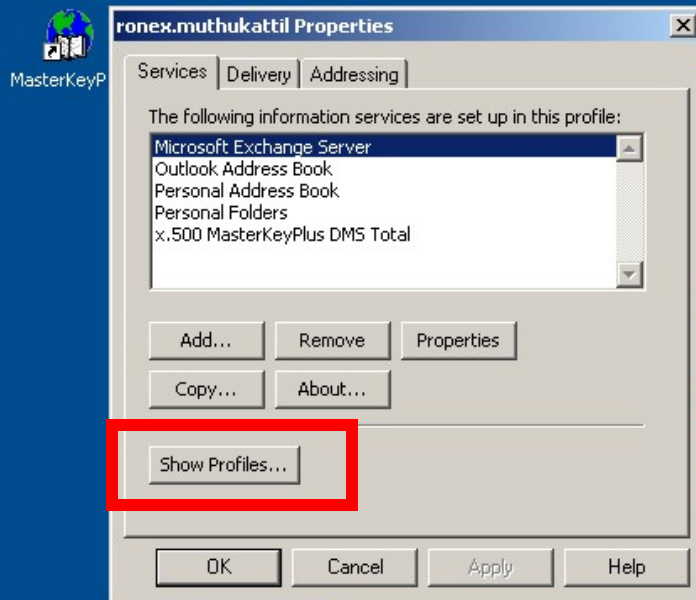 MasterKeyP
ronex.muthukattil Properties
Services Delivery Addressing
The following information services are set up in this profile:
Microsoft Exchange Server
Outlook Address Book
Personal Address Book
Personal Folders
x.500 MasterKeyPlus DMS Total
Add... Remove Properties
Copy... About...
Show Profiles...
OK Cancel Apply Help